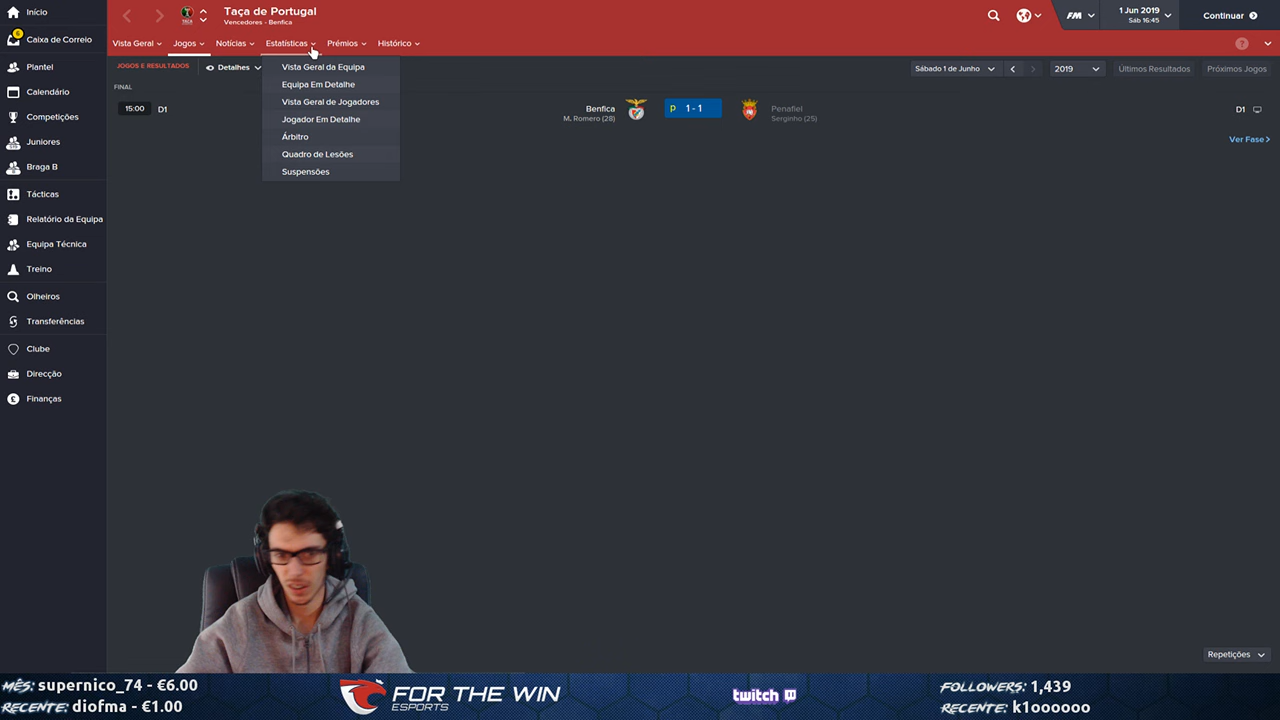 Início
Taça de Portugal
Vencedores - Benfica
FM
1 Jun 2019
Sáb 16:45
Continuar
6
Caixa de Correio
Vista Geral
Jogos
Notícias
Estatísticas
Prémios
Histórico
?
Plantel
Calendário
Competições
Juniores
Braga B
Tácticas
Relatório da Equipa
Equipa Técnica
Treino
Olheiros
Transferências
Clube
Direcção
Finanças
JOGOS E RESULTADOS
Detalhes
Vista Geral da Equipa
Equipa Em Detalhe
Vista Geral de Jogadores
Jogador Em Detalhe
Árbitro
Quadro de Lesões
Suspensões
Sábado 1 de Junho
2019
Últimos Resultados
Próximos Jogos
FINAL
15:00 D1
Benfica
M. Romero (28)
p 1 - 1
Penafiel
Serginho (25)
D1
Ver Fase
Repetições
MÊS: supernico_74 - €6.00
RECENTE: diofma - €1.00
FOR THE WIN
ESPORTS
twitch
FOLLOWERS: 1,439
RECENTE: k1oooooo